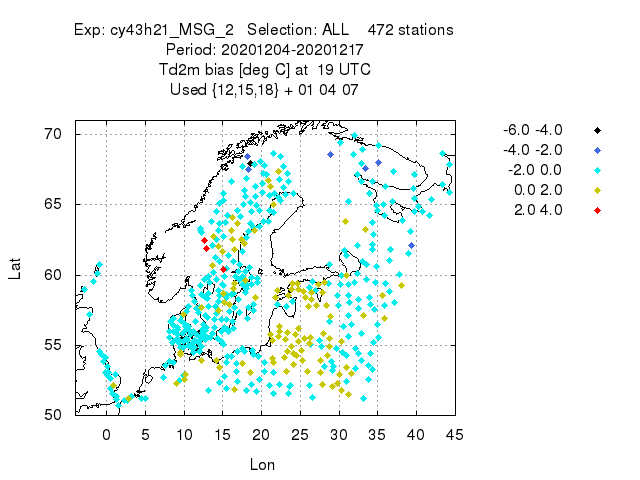 Exp: cy43h21_MSG_2 Selection: ALL 472 stations
Period: 20201204-20201217
Td2m bias [deg C] at 19 UTC
Used {12,15,18} + 01 04 07
70
65
60
55
50
Lat
0 5 10 15 20 25 30 35 40 45
Lon
-6.0 -4.0
-4.0 -2.0
-2.0 0.0
0.0 2.0
2.0 4.0